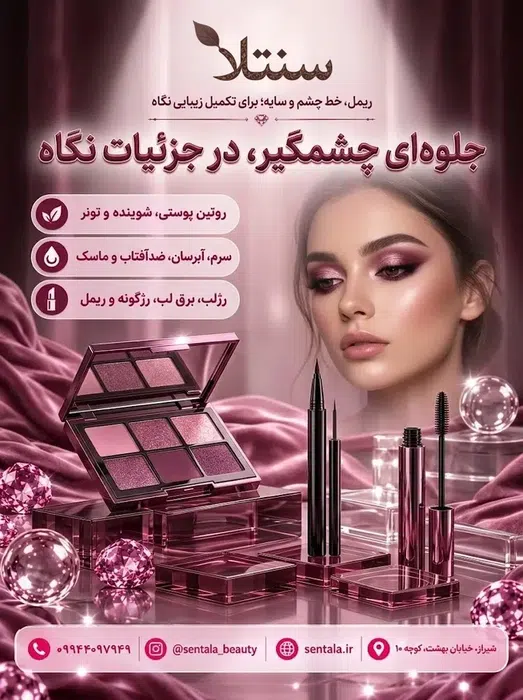 سنتلا
ریمل، خط چشم و سایه؛ برای تکمیل زیبایی نگاه
جلوه‌ای چشمگیر، در جزئیات نگاه
روتین پوستی، شوینده و تونر
سرم، آبرسان، ضدآفتاب و ماسک
رژلب، برق لب، رژگونه و ریمل
شیراز، خیابان بهشت، کوچه ۱۰
sentala.ir
@sentala_beauty
۰۹۹۴۴۰۹۷۹۴۹